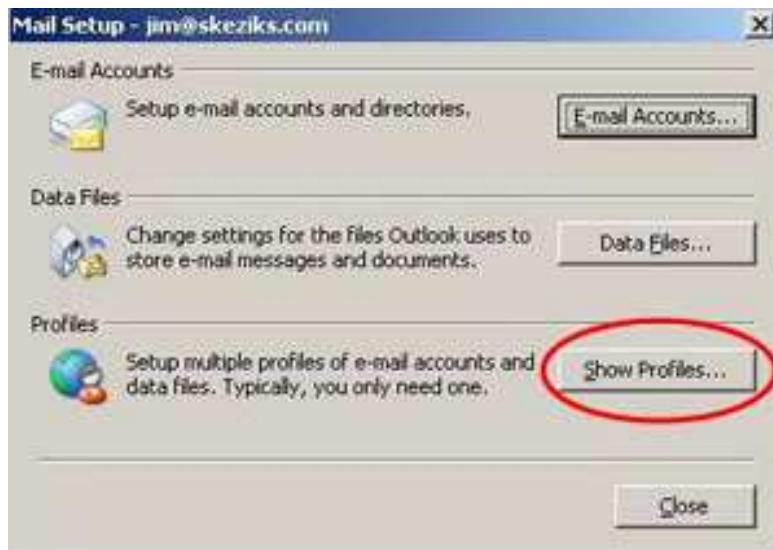 Mail Setup - jim@skeziks.com
E-mail Accounts
Setup e-mail accounts and directories.
E-mail Accounts...
Data Files
Change settings for the files Outlook uses to
store e-mail messages and documents.
Data Files...
Profiles
Setup multiple profiles of e-mail accounts and
data files. Typically, you only need one.
Show Profiles...
Close